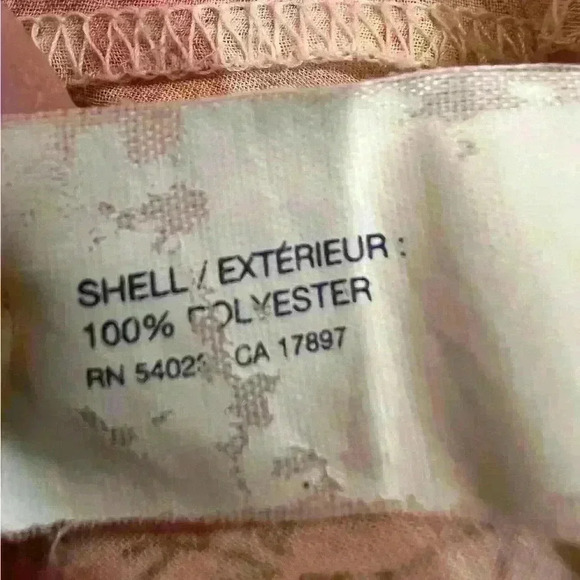 SHELL / EXTÉRIEUR :
100% POLYESTER
RN CA 17897